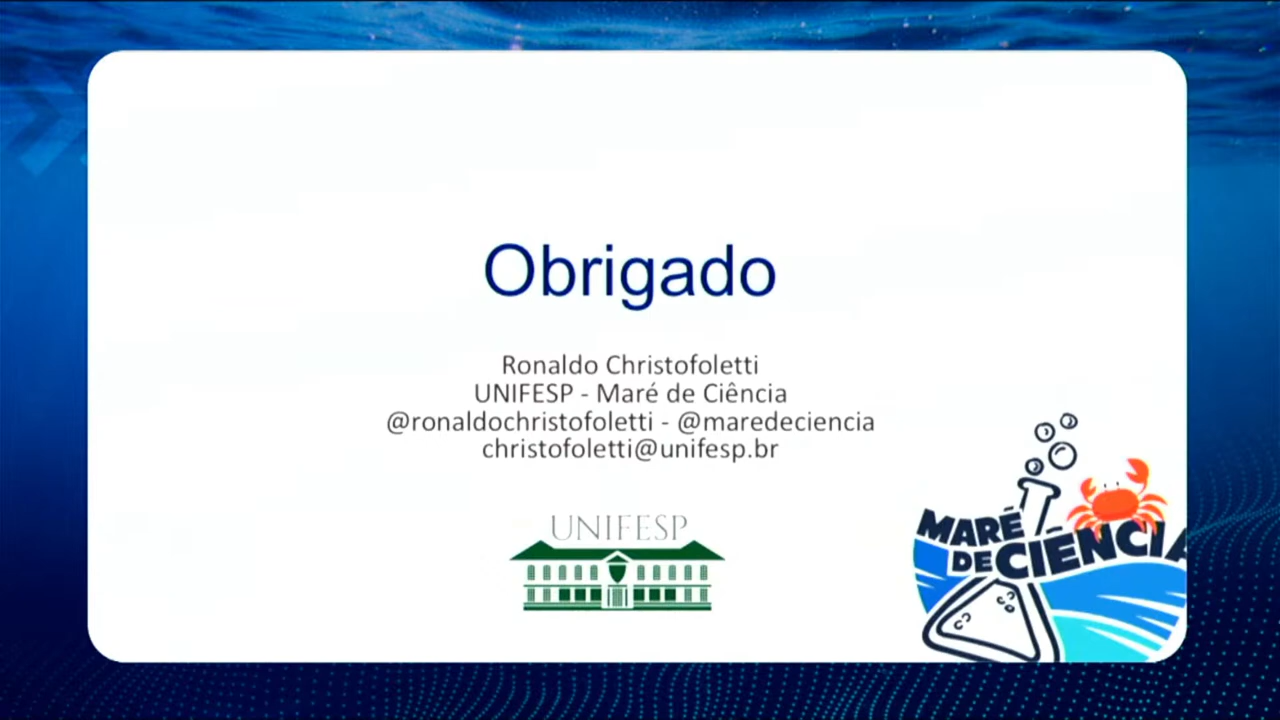 Obrigado
Ronaldo Christofoletti
UNIFESP - Maré de Ciência
@ronaldochristofoletti - @maredeciencia
christofoletti@unifesp.br
UNIFESP
MARÉ
DE CIÊNCIA